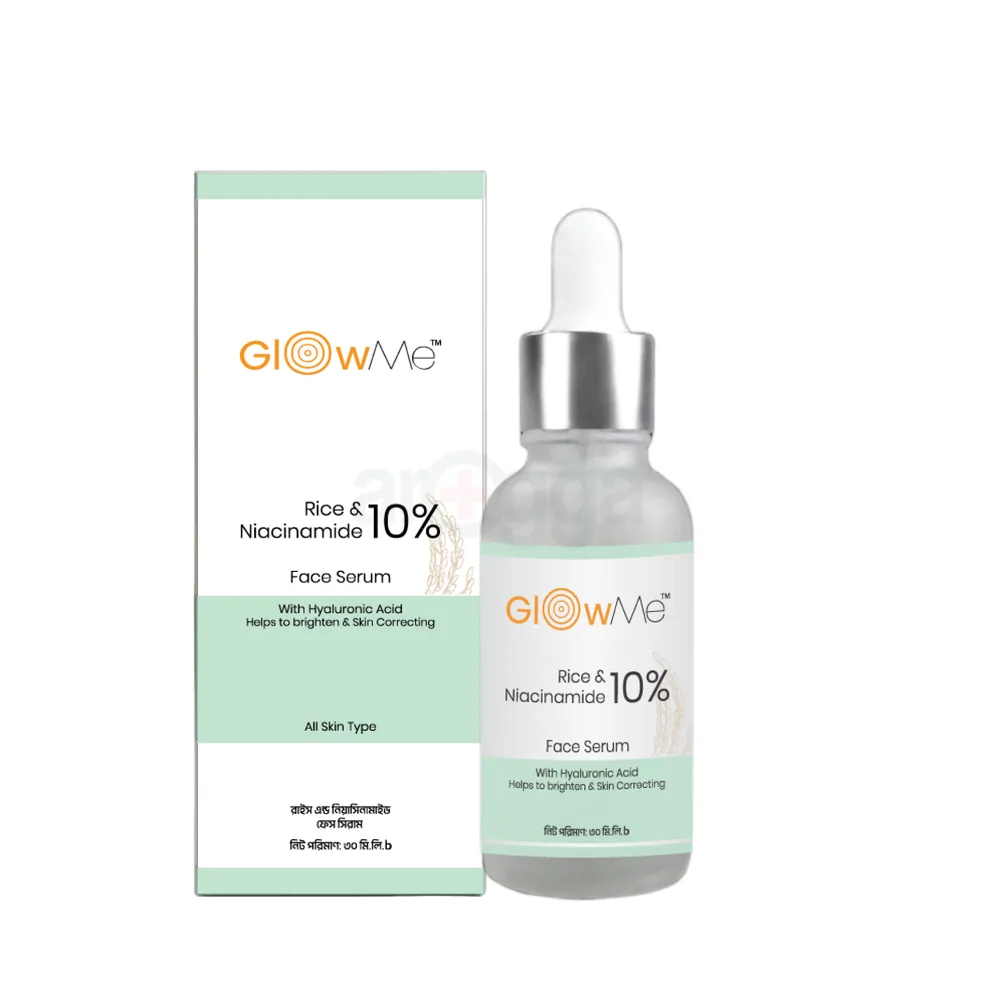 GlowMe™
Rice &
Niacinamide 10%
Face Serum
With Hyaluronic Acid
Helps to brighten & Skin Correcting
All Skin Type
রাইস এন্ড নিয়াসিনামাইড
ফেস সিরাম
নিট পরিমাণ: ৩০ মি.লি.b
arogga
GlowMe™
Rice &
Niacinamide 10%
Face Serum
With Hyaluronic Acid
Helps to brighten & Skin Correcting
নিট পরিমাণ: ৩০ মি.লি.b